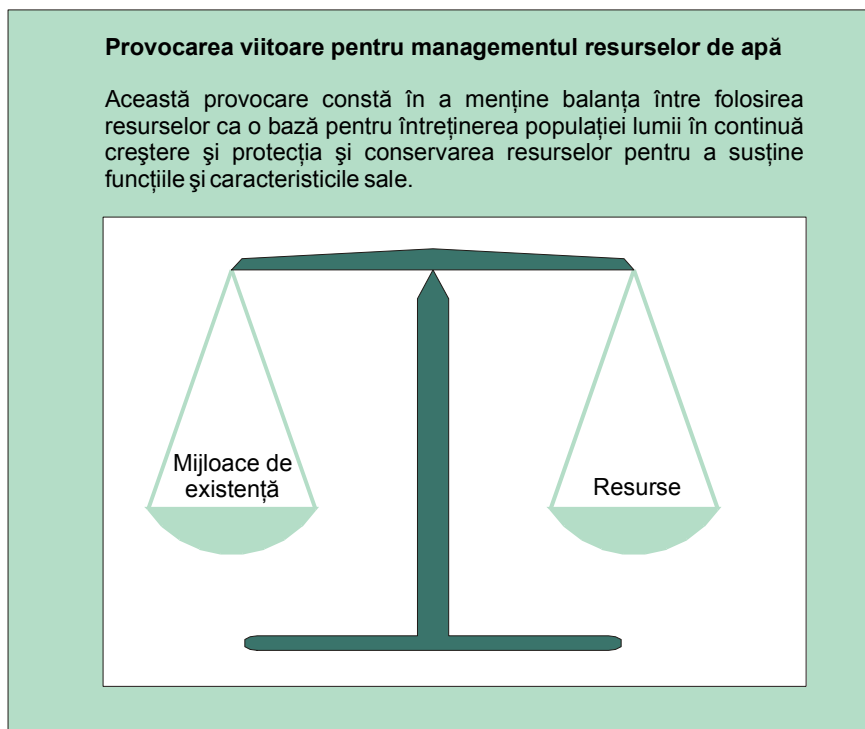 Provocarea viitoare pentru managementul resurselor de apă
Această provocare constă în a menține balanța între folosirea
resurselor ca o bază pentru întreținerea populației lumii în continuă
creştere şi protecția şi conservarea resurselor pentru a susține
funcțiile şi caracteristicile sale.
Mijloace de
existență
Resurse